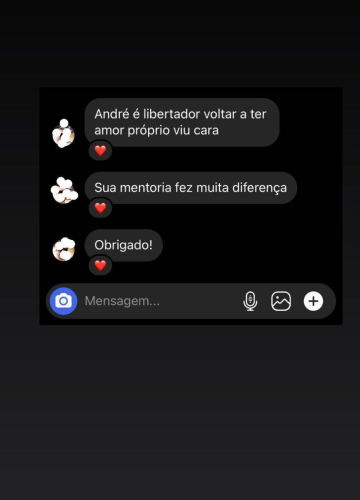 André é libertador voltar a ter
amor próprio viu cara
Sua mentoria fez muita diferença
Obrigado!
Mensagem...